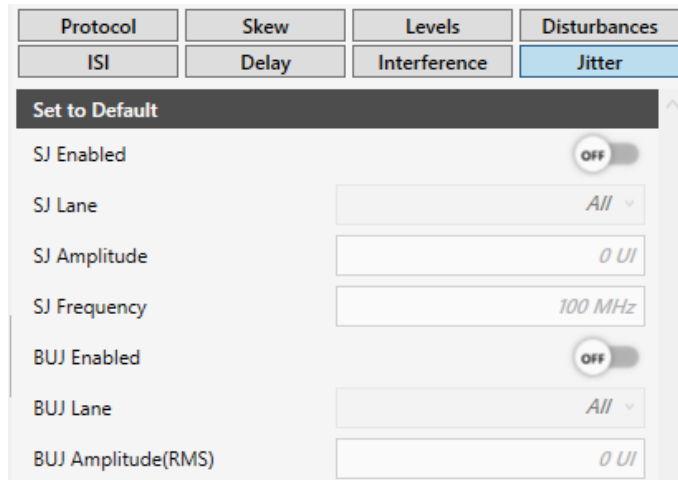 Protocol Skew Levels Disturbances
ISI Delay Interference Jitter
Set to Default
SJ Enabled OFF
SJ Lane All
SJ Amplitude 0 UI
SJ Frequency 100 MHz
BUJ Enabled OFF
BUJ Lane All
BUJ Amplitude(RMS) 0 UI